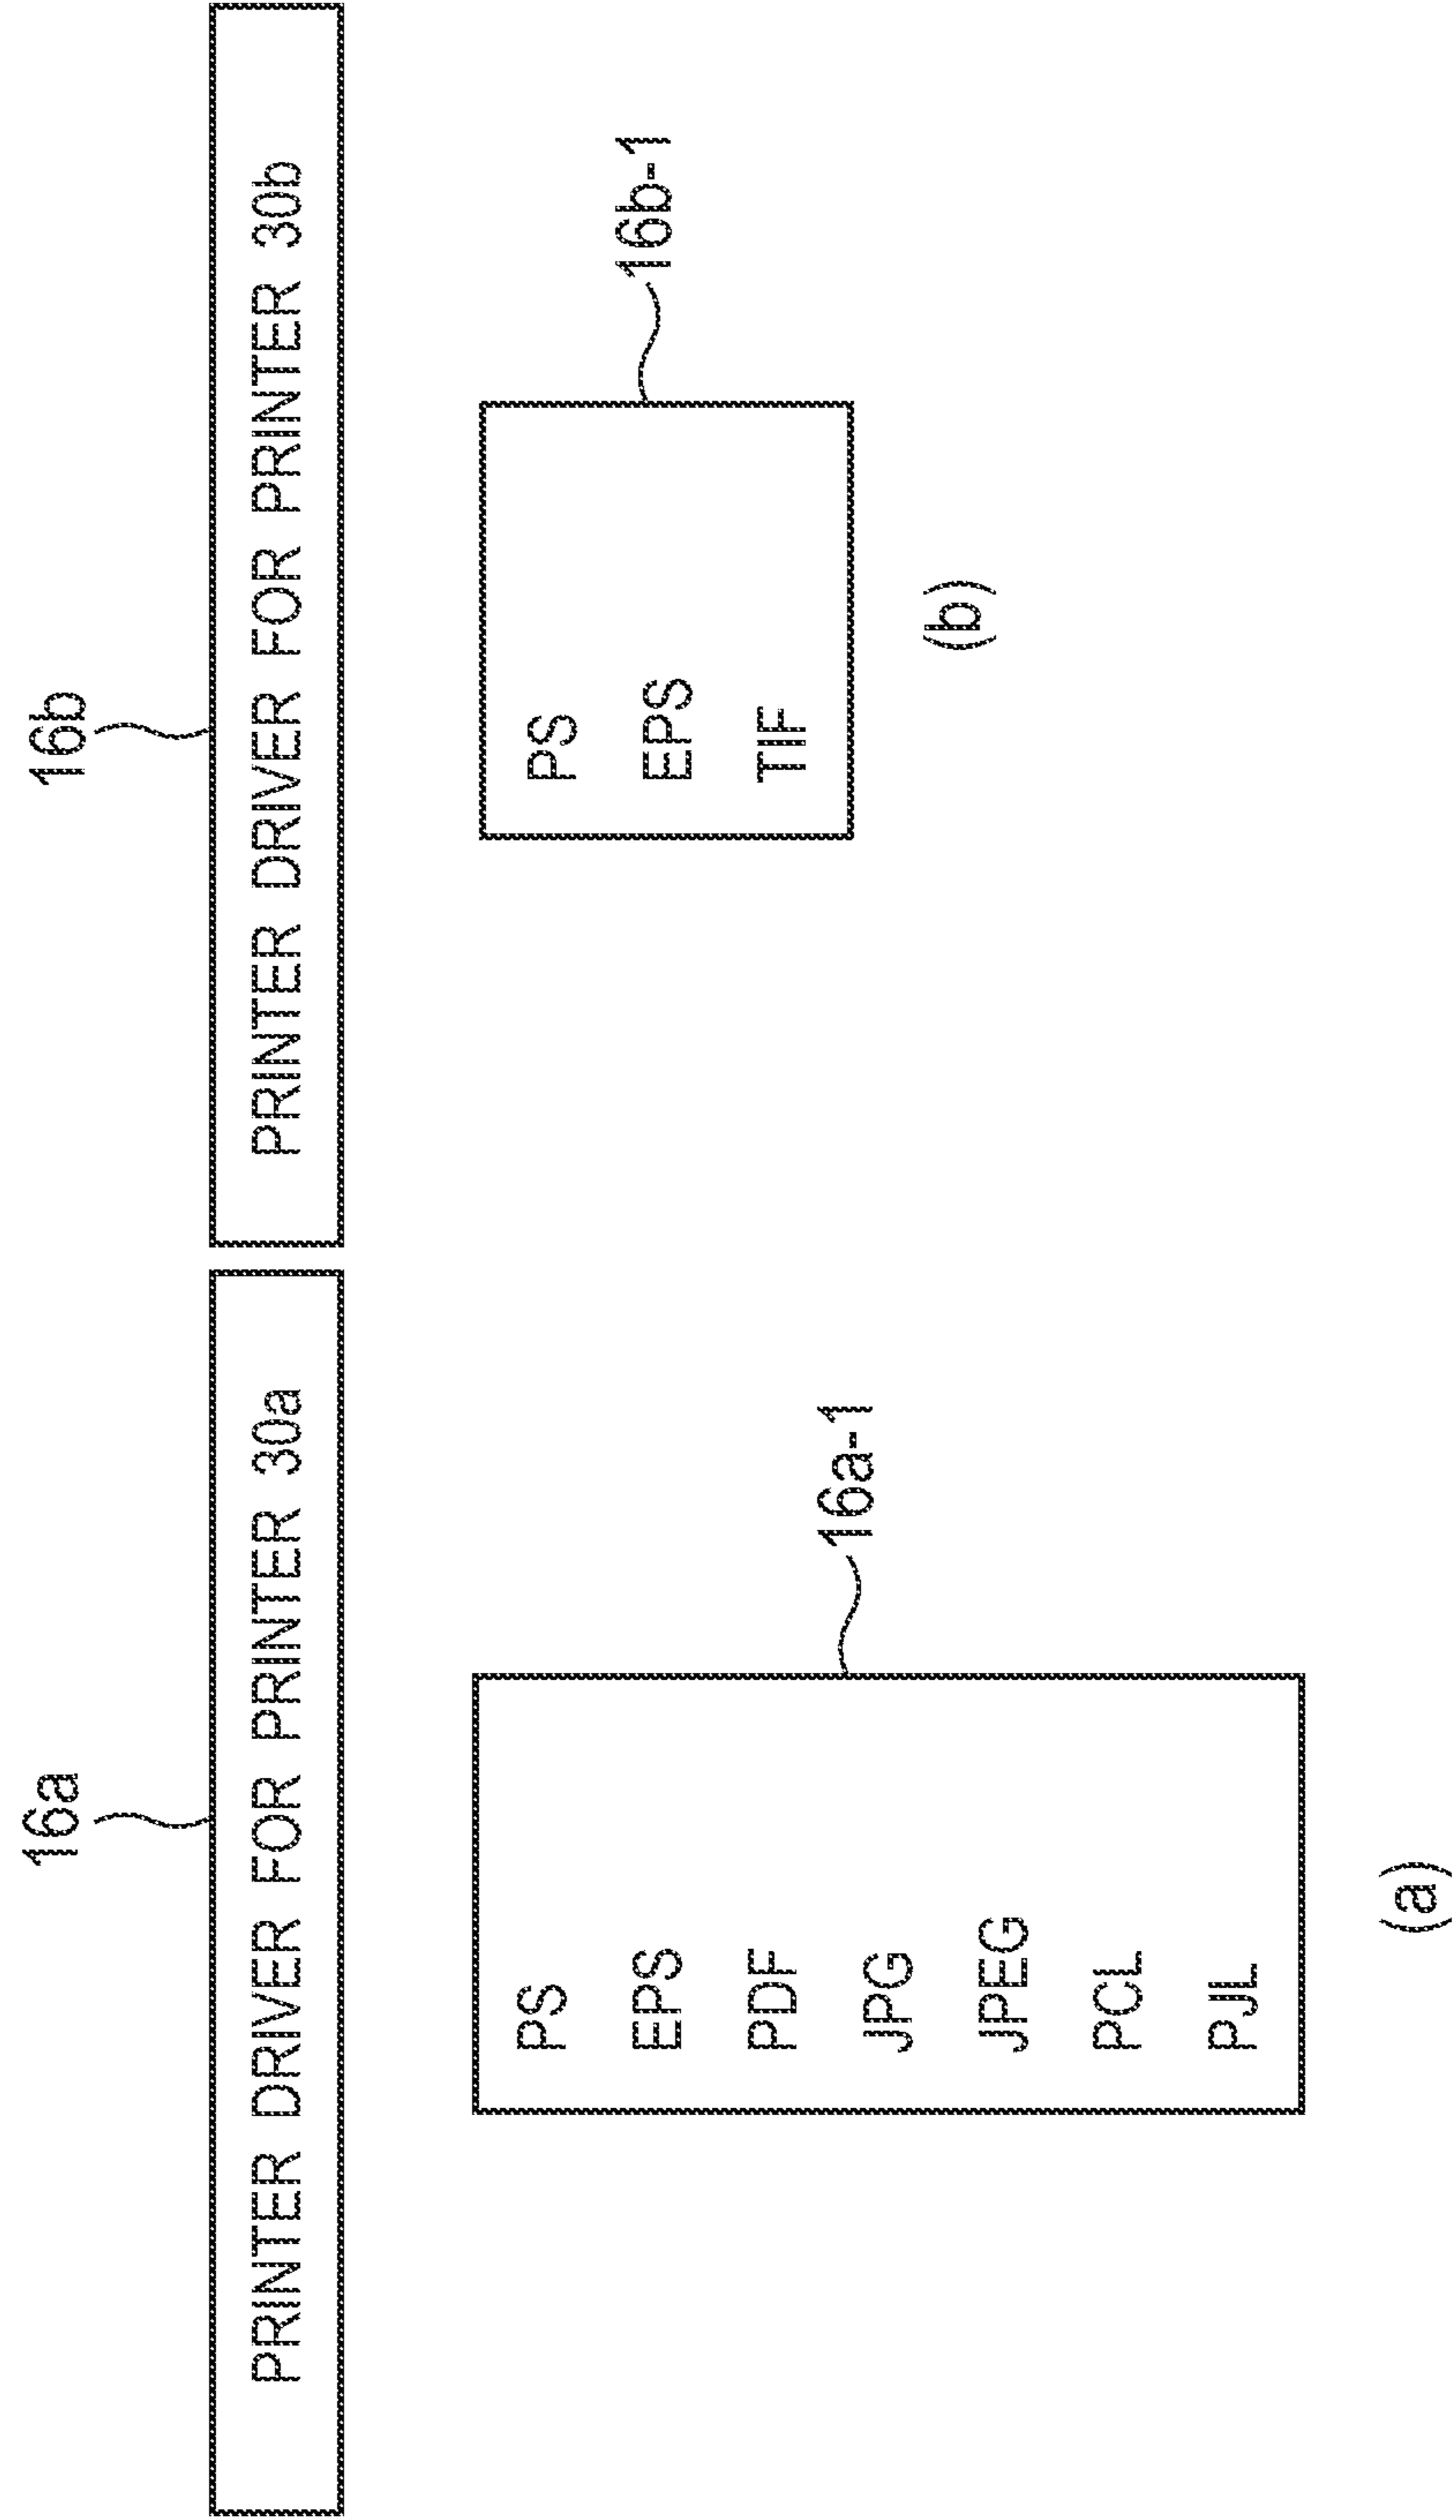 16a
PRINTER DRIVER FOR PRINTER 30a
PS
EPS
PDF
JPG
JPEG
PCL
PJL
16a-1
(a)
16b
PRINTER DRIVER FOR PRINTER 30b
PS
EPS
TIF
16b-1
(b)